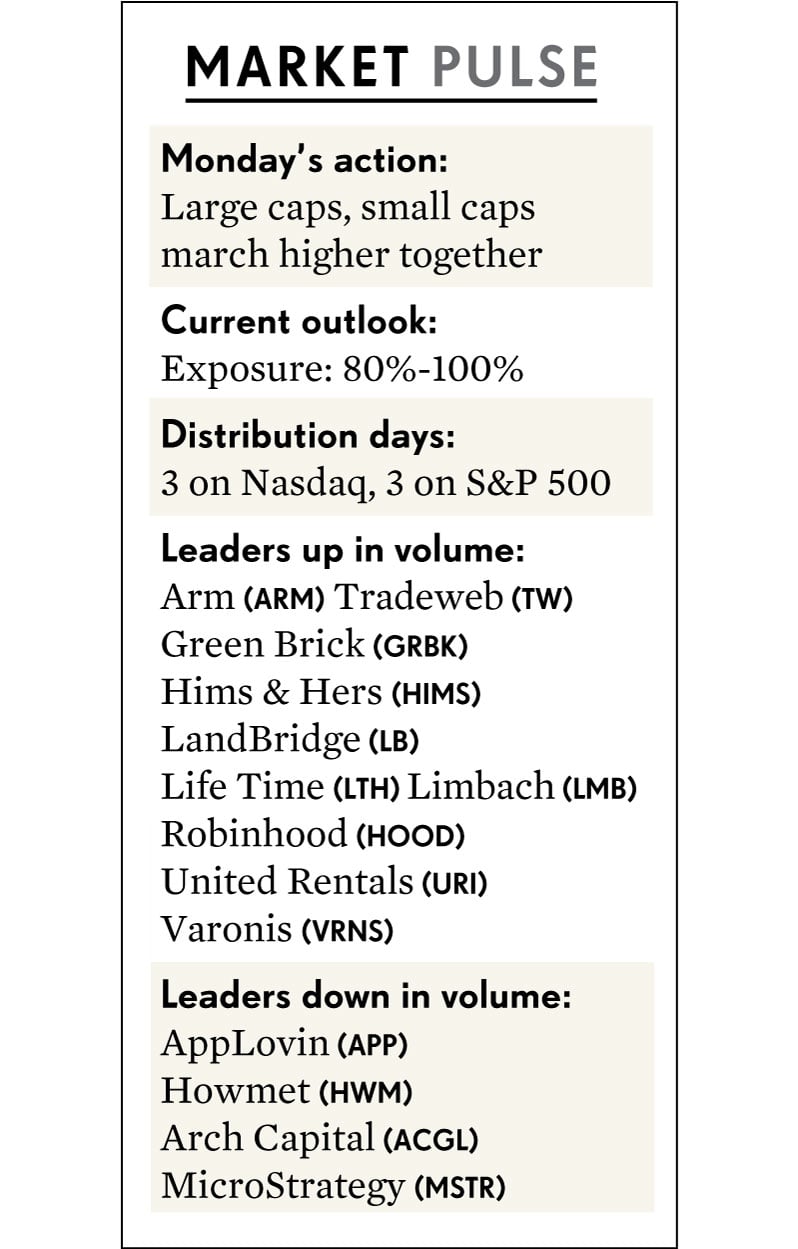 MARKET PULSE
Monday's action:
Large caps, small caps
march higher together
Current outlook:
Exposure: 80%-100%
Distribution days:
3 on Nasdaq, 3 on S&P 500
Leaders up in volume:
Arm (ARM) Tradeweb (TW)
Green Brick (GRBK)
Hims & Hers (HIMS)
LandBridge (LB)
Life Time (LTH) Limbach (LMB)
Robinhood (HOOD)
United Rentals (URI)
Varonis (VRNS)
Leaders down in volume:
AppLovin (APP)
Howmet (HWM)
Arch Capital (ACGL)
MicroStrategy (MSTR)